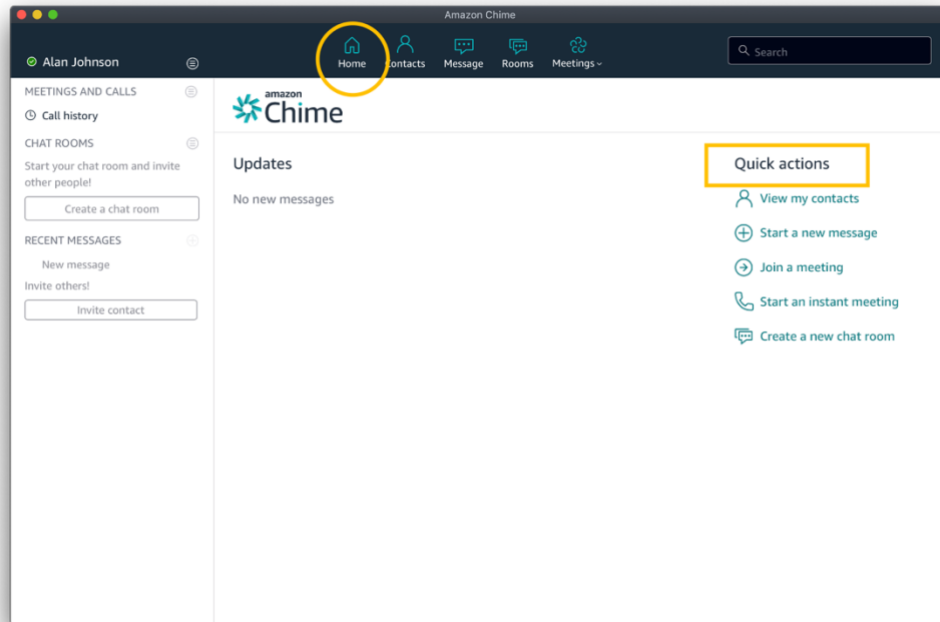 Amazon Chime
Alan Johnson
Home
Contacts
Message
Rooms
Meetings
Search
MEETINGS AND CALLS
Call history
CHAT ROOMS
Start your chat room and invite
other people!
Create a chat room
RECENT MESSAGES
New message
Invite others!
Invite contact
amazon
Chime
Updates
No new messages
Quick actions
View my contacts
Start a new message
Join a meeting
Start an instant meeting
Create a new chat room